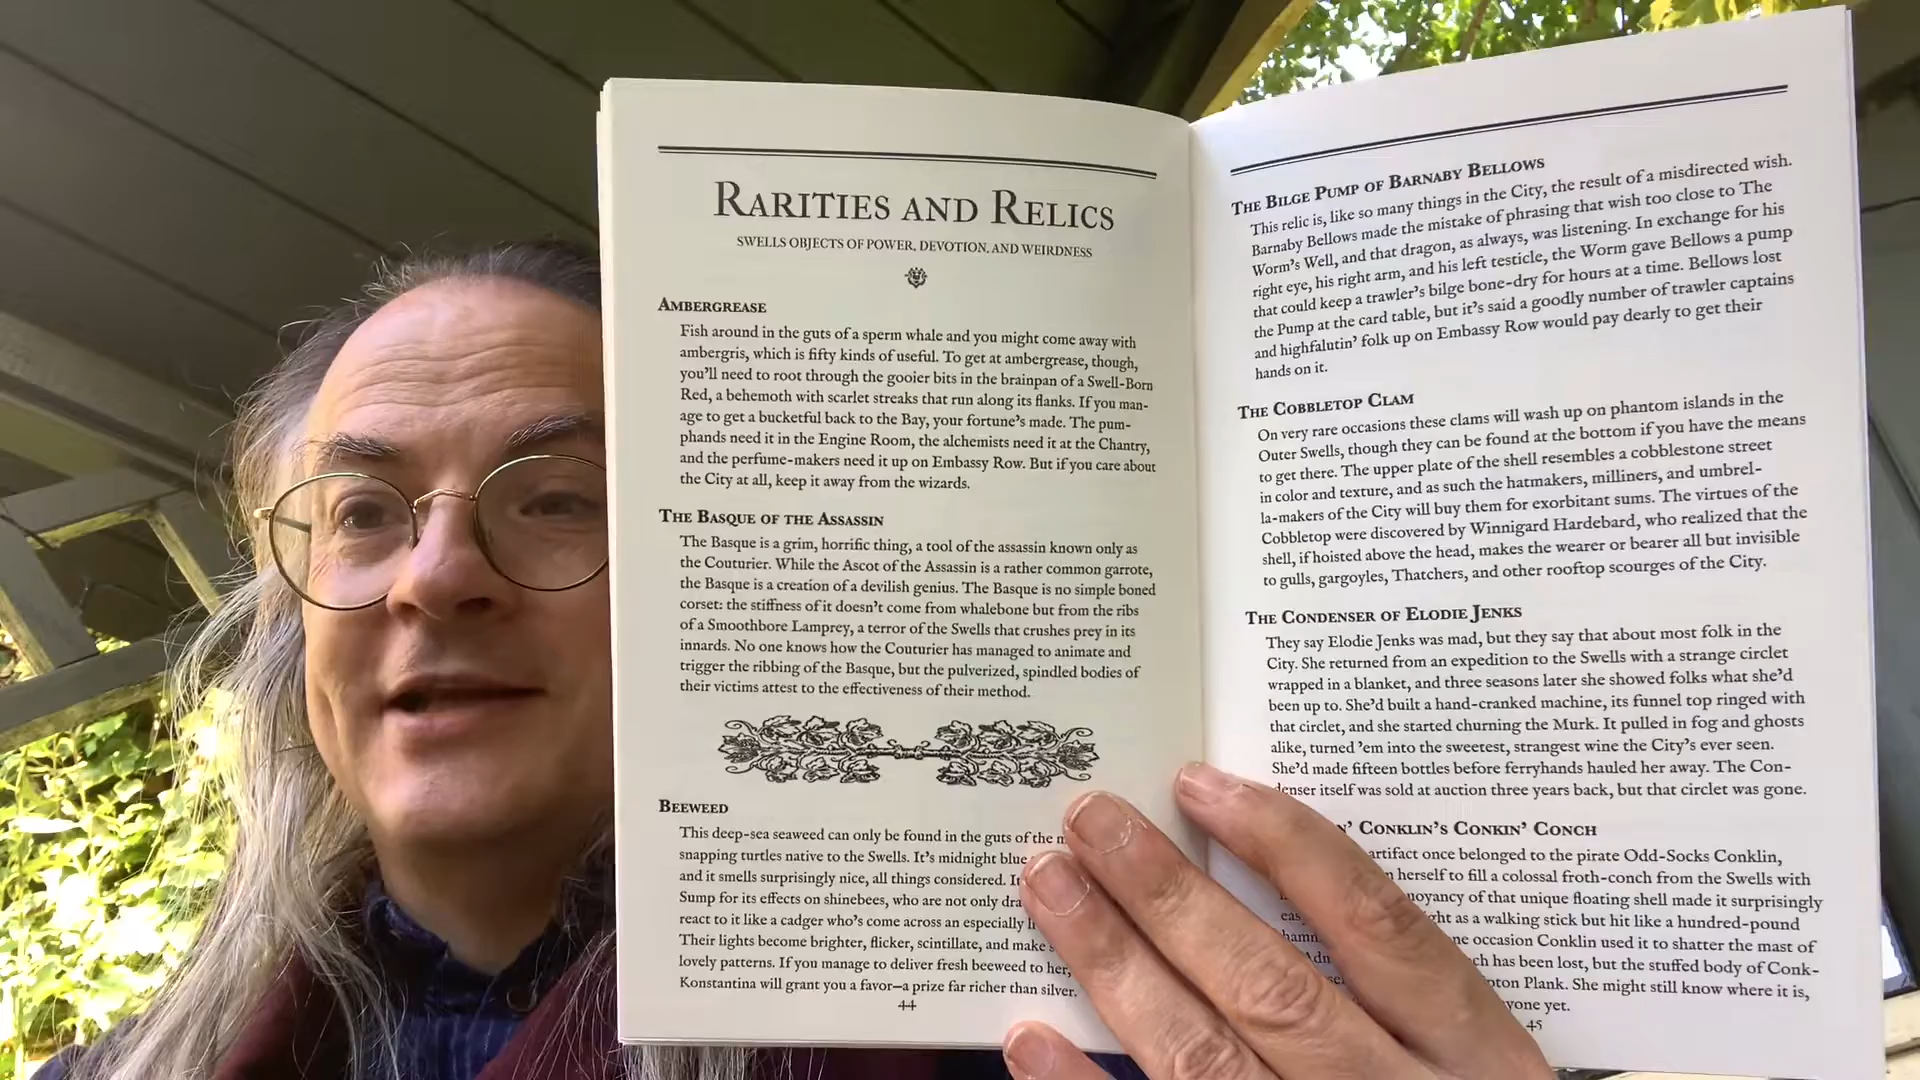 RARITIES AND RELICS
SWELLS OBJECTS OF POWER, DEVOTION, AND WEIRDNESS
AMBERGREASE
Fish around in the guts of a sperm whale and you might come away with
ambergris, which is fifty kinds of useful. To get at ambergrease, though,
you'll need to root through the gooier bits in the brainpan of a Swell-Born
Red, a behemoth with scarlet streaks that run along its flanks. If you man-
age to get a bucketful back to the Bay, your fortune's made. The pum-
phands need it in the Engine Room, the alchemists need it at the Chantry,
and the perfume-makers need it up on Embassy Row. But if you care about
the City at all, keep it away from the wizards.
THE BASQUE OF THE ASSASSIN
The Basque is a grim, horrific thing, a tool of the assassin known only as
the Couturier. While the Ascot of the Assassin is a rather common garrote,
the Basque is a creation of a devilish genius. The Basque is no simple boned
corset: the stiffness of it doesn't come from whalebone but from the ribs
of a Smoothbore Lamprey, a terror of the Swells that crushes prey in its
innards. No one knows how the Couturier has managed to animate and
trigger the ribbing of the Basque, but the pulverized, spindled bodies of
their victims attest to the effectiveness of their method.
BEEWEED
This deep-sea seaweed can only be found in the guts of the
snapping turtles native to the Swells. It's midnight blue
and it smells surprisingly nice, all things considered.
Sump for its effects on shinebees, who are not only
react to it like a cadger who's come across an especially
Their lights become brighter, flicker, scintillate, and make
lovely patterns. If you manage to deliver fresh beeweed to her,
Konstantina will grant you a favor—a prize far richer than silver.
44
THE BILGE PUMP OF BARNABY BELLOWS
This relic is, like so many things in the City, the result of a misdirected wish.
Barnaby Bellows made the mistake of phrasing that wish too close to The
Worm's Well, and that dragon, as always, was listening. In exchange for his
right eye, his right arm, and his left testicle, the Worm gave Bellows a pump
that could keep a trawler's bilge bone-dry for hours at a time. Bellows lost
the Pump at the card table, but it's said a goodly number of trawler captains
and highfalutin' folk up on Embassy Row would pay dearly to get their
hands on it.
THE COBBLETOP CLAM
On very rare occasions these clams will wash up on phantom islands in the
Outer Swells, though they can be found at the bottom if you have the means
to get there. The upper plate of the shell resembles a cobblestone street
in color and texture, and as such the hatmakers, milliners, and umbrel-
la-makers of the City will buy them for exorbitant sums. The virtues of the
Cobbletop were discovered by Winnigard Hardebard, who realized that the
shell, if hoisted above the head, makes the wearer or bearer all but invisible
to gulls, gargoyles, Thatchers, and other rooftop scourges of the City.
THE CONDENSER OF ELODIE JENKS
They say Elodie Jenks was mad, but they say that about most folk in the
City. She returned from an expedition to the Swells with a strange circlet
wrapped in a blanket, and three seasons later she showed folks what she'd
been up to. She'd built a hand-cranked machine, its funnel top ringed with
that circlet, and she started churning the Murk. It pulled in fog and ghosts
alike, turned 'em into the sweetest, strangest wine the City's ever seen.
She'd made fifteen bottles before ferryhands hauled her away. The Con-
denser itself was sold at auction three years back, but that circlet was gone.
CONKLIN'S CONKIN' CONCH
artifact once belonged to the pirate Odd-Socks Conklin,
herself to fill a colossal froth-conch from the Swells with
of that unique floating shell made it surprisingly
as a walking stick but hit like a hundred-pound
occasion Conklin used it to shatter the mast of
has been lost, but the stuffed body of Conk-
Plank. She might still know where it is,
yet.
45